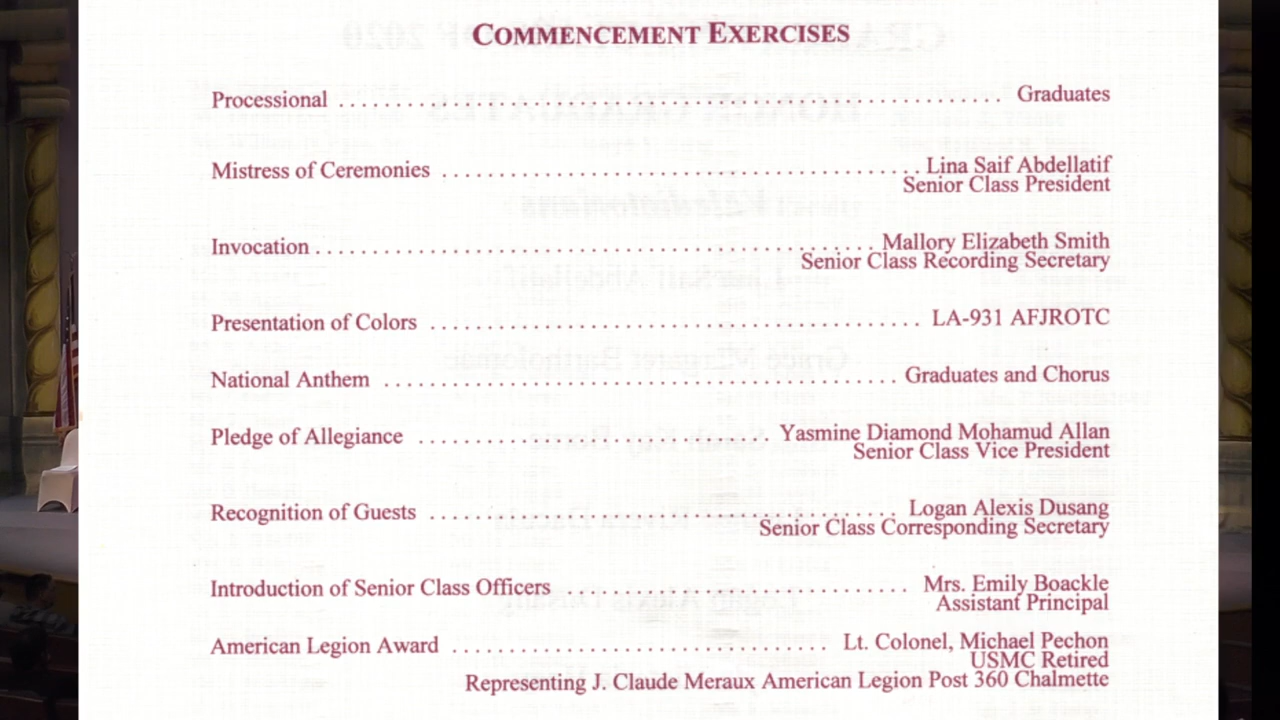 COMMENCEMENT EXERCISES
Processional ................................................................ Graduates
Mistress of Ceremonies ................................................ Lina Saif Abdellatif
Senior Class President
Invocation ........................................................ Mallory Elizabeth Smith
Senior Class Recording Secretary
Presentation of Colors ................................................ LA-931 AFJROTC
National Anthem .................................................. Graduates and Chorus
Pledge of Allegiance .................................. Yasmine Diamond Mohamud Allan
Senior Class Vice President
Recognition of Guests .............................................. Logan Alexis Dusang
Senior Class Corresponding Secretary
Introduction of Senior Class Officers .................................. Mrs. Emily Boackle
Assistant Principal
American Legion Award ...................................... Lt. Colonel, Michael Pechon
USMC Retired
Representing J. Claude Meraux American Legion Post 360 Chalmette